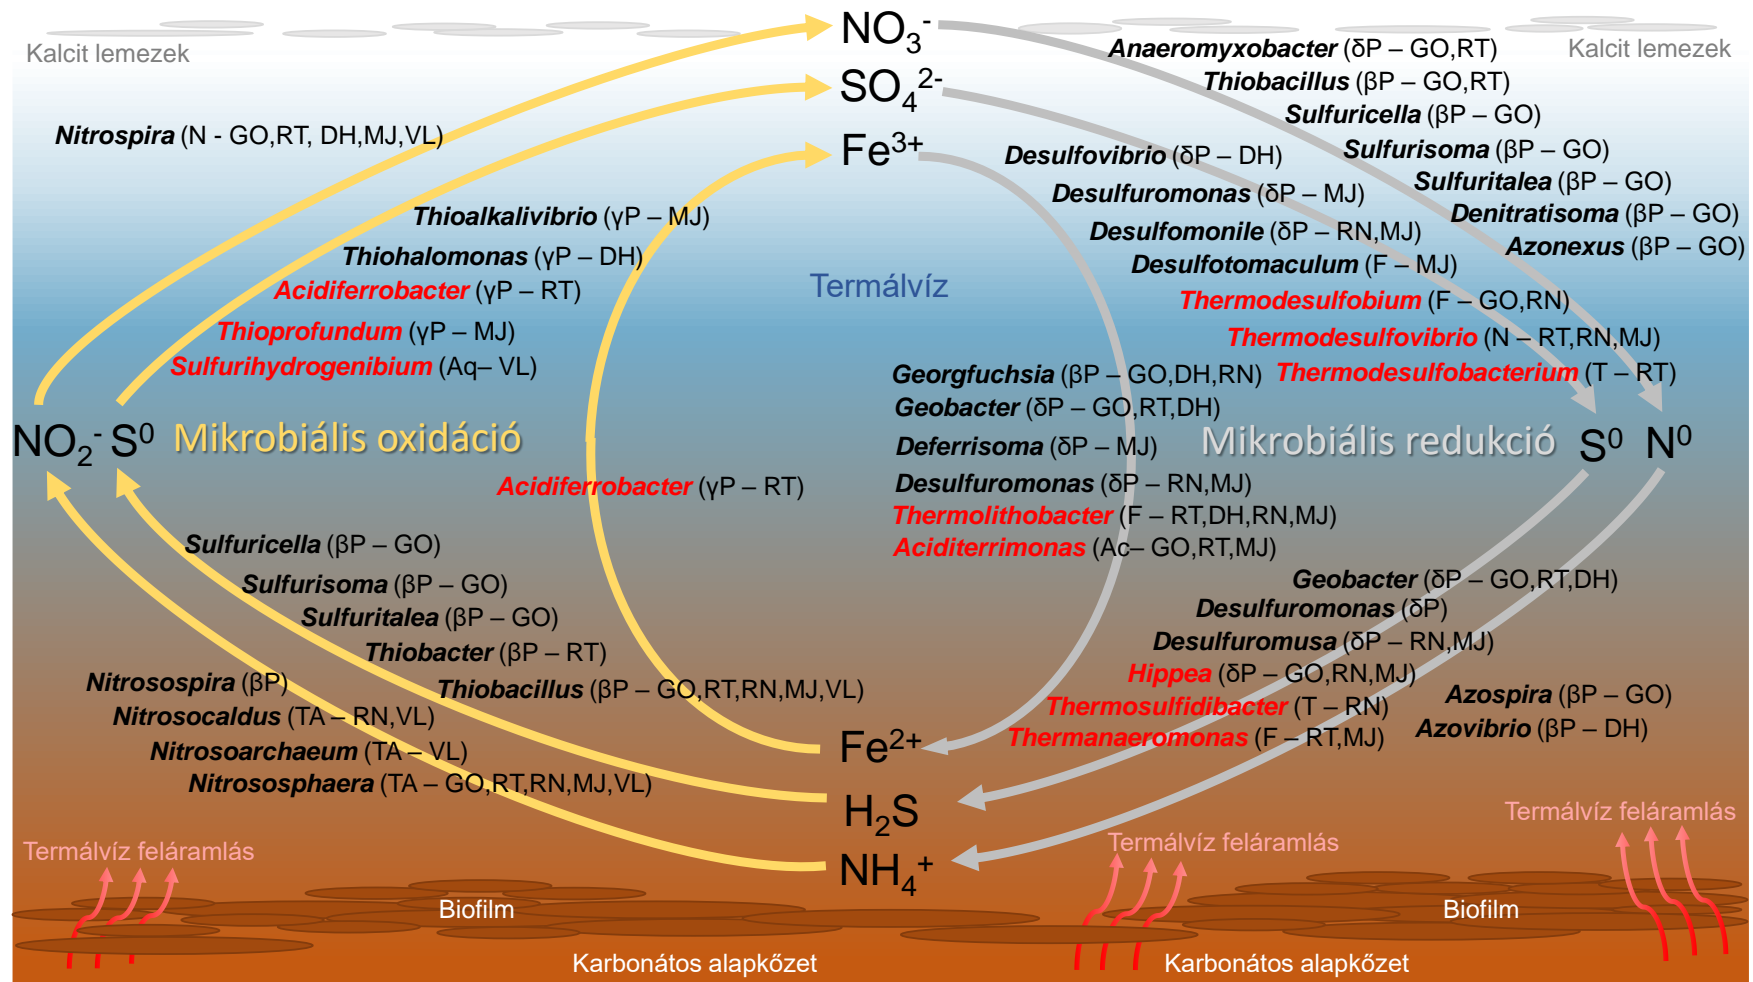 NO₃⁻
SO₄²⁻
Fe³⁺
Kalcit lemezek
Kalcit lemezek
Nitrospira (N - GO,RT, DH,MJ,VL)
Thioalkalivibrio (γP – MJ)
Thiohalomonas (γP – DH)
Acidiferrobacter (γP – RT)
Thioprofundum (γP – MJ)
Sulfurihydrogenibium (Aq– VL)
Anaeromyxobacter (δP – GO,RT)
Thiobacillus (βP – GO,RT)
Sulfuricella (βP – GO)
Sulfurisoma (βP – GO)
Sulfuritalea (βP – GO)
Denitratisoma (βP – GO)
Azonexus (βP – GO)
Desulfovibrio (δP – DH)
Desulfuromonas (δP – MJ)
Desulfomonile (δP – RN,MJ)
Desulfotomaculum (F – MJ)
Thermodesulfobium (F – GO,RN)
Thermodesulfovibrio (N – RT,RN,MJ)
Thermodesulfobacterium (T – RT)
Termálvíz
Georgfuchsia (βP – GO,DH,RN)
Geobacter (δP – GO,RT,DH)
Deferrisoma (δP – MJ)
Desulfuromonas (δP – RN,MJ)
Thermolithobacter (F – RT,DH,RN,MJ)
Aciditerrimonas (Ac– GO,RT,MJ)
NO₂⁻ S⁰ Mikrobiális oxidáció
Mikrobiális redukció S⁰ N⁰
Acidiferrobacter (γP – RT)
Sulfuricella (βP – GO)
Sulfurisoma (βP – GO)
Sulfuritalea (βP – GO)
Thiobacter (βP – RT)
Thiobacillus (βP – GO,RT,RN,MJ,VL)
Nitrosospira (βP)
Nitrosocaldus (TA – RN,VL)
Nitrosoarchaeum (TA – VL)
Nitrososphaera (TA – GO,RT,RN,MJ,VL)
Geobacter (δP – GO,RT,DH)
Desulfuromonas (δP)
Desulfuromusa (δP – RN,MJ)
Hippea (δP – GO,RN,MJ)
Thermosulfidibacter (T – RN)
Thermanaeromonas (F – RT,MJ)
Azospira (βP – GO)
Azovibrio (βP – DH)
Fe²⁺
H₂S
NH₄⁺
Termálvíz feláramlás
Termálvíz feláramlás
Termálvíz feláramlás
Biofilm
Biofilm
Karbonátos alapkőzet
Karbonátos alapkőzet